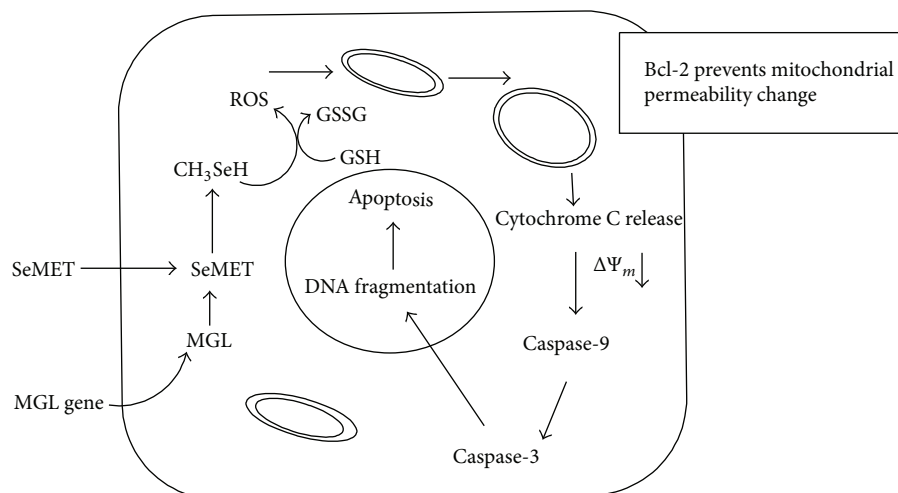 Bcl-2 prevents mitochondrial
permeability change
ROS
GSSG
GSH
CH₃SeH
Apoptosis
Cytochrome C release
SeMET
SeMET
ΔΨₘ
DNA fragmentation
MGL
Caspase-9
MGL gene
Caspase-3